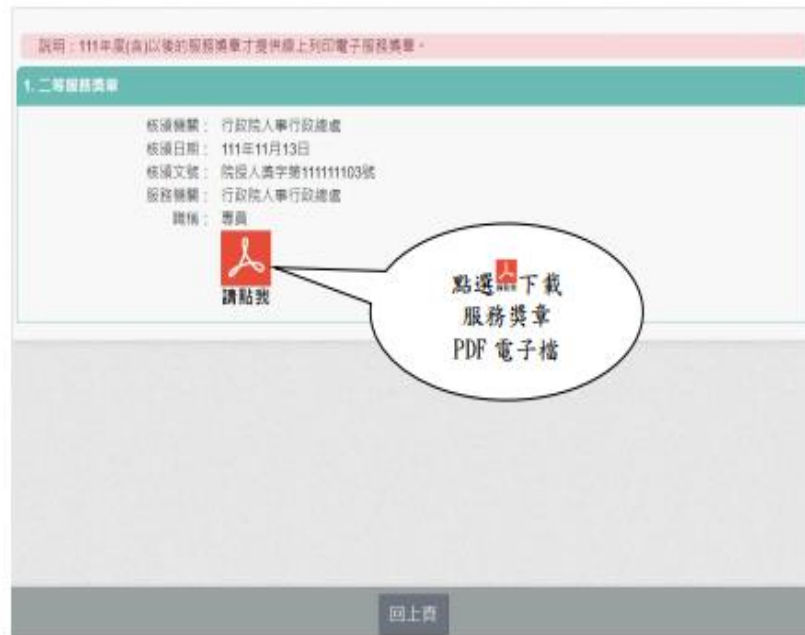 說明：111年度(含)以後的服務獎章才提供線上列印電子服務獎章。
1. 二等服務獎章
核頒機關： 行政院人事行政總處
核頒日期： 111年11月13日
核頒文號： 院授人獎字第111111103號
服務機關： 行政院人事行政總處
職稱： 專員
請點我
點選 下載
服務獎章
PDF 電子檔
回上頁